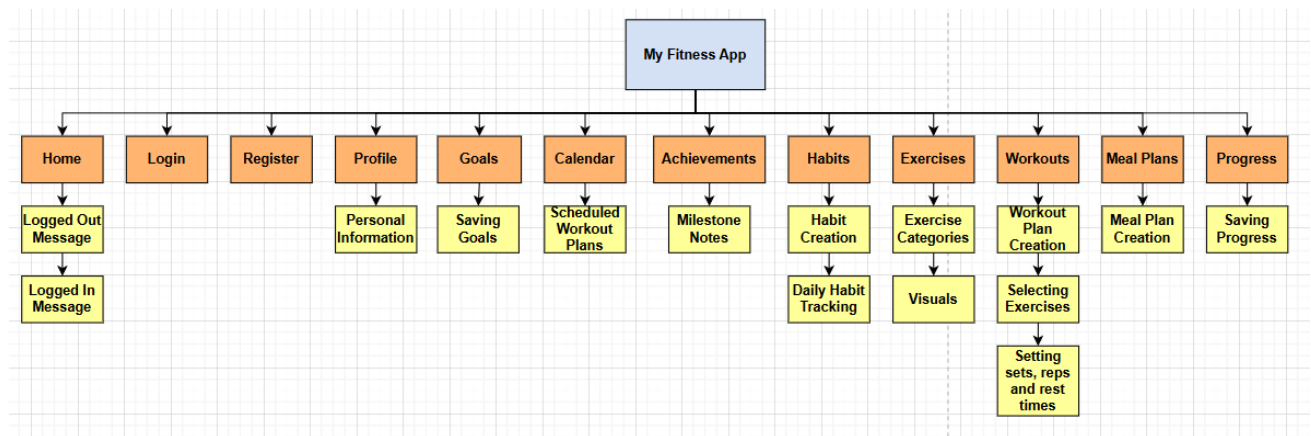 My Fitness App
Home
Login
Register
Profile
Goals
Calendar
Achievements
Habits
Exercises
Workouts
Meal Plans
Progress
Logged Out
Message
Personal
Information
Saving
Goals
Scheduled
Workout
Plans
Milestone
Notes
Habit
Creation
Exercise
Categories
Workout
Plan
Creation
Meal Plan
Creation
Saving
Progress
Logged In
Message
Daily Habit
Tracking
Visuals
Selecting
Exercises
Setting
sets, reps
and rest
times